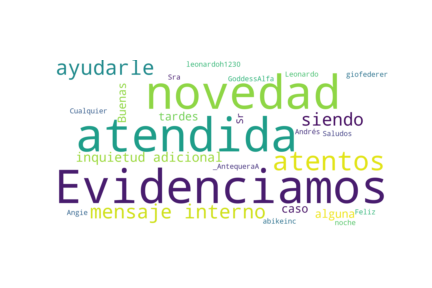 leonardoh1230
ayudarle
Sra
GoddessAlfa
Leonardo
giofederer
novedad
Cualquier
Buenas
tardes
Sr
siendo
atendida
Andrés
Saludos
inquietud adicional
_AntequeraA
atentos
Evidenciamos
Angie
mensaje interno
caso
alguna
Feliz
abikeinc
noche